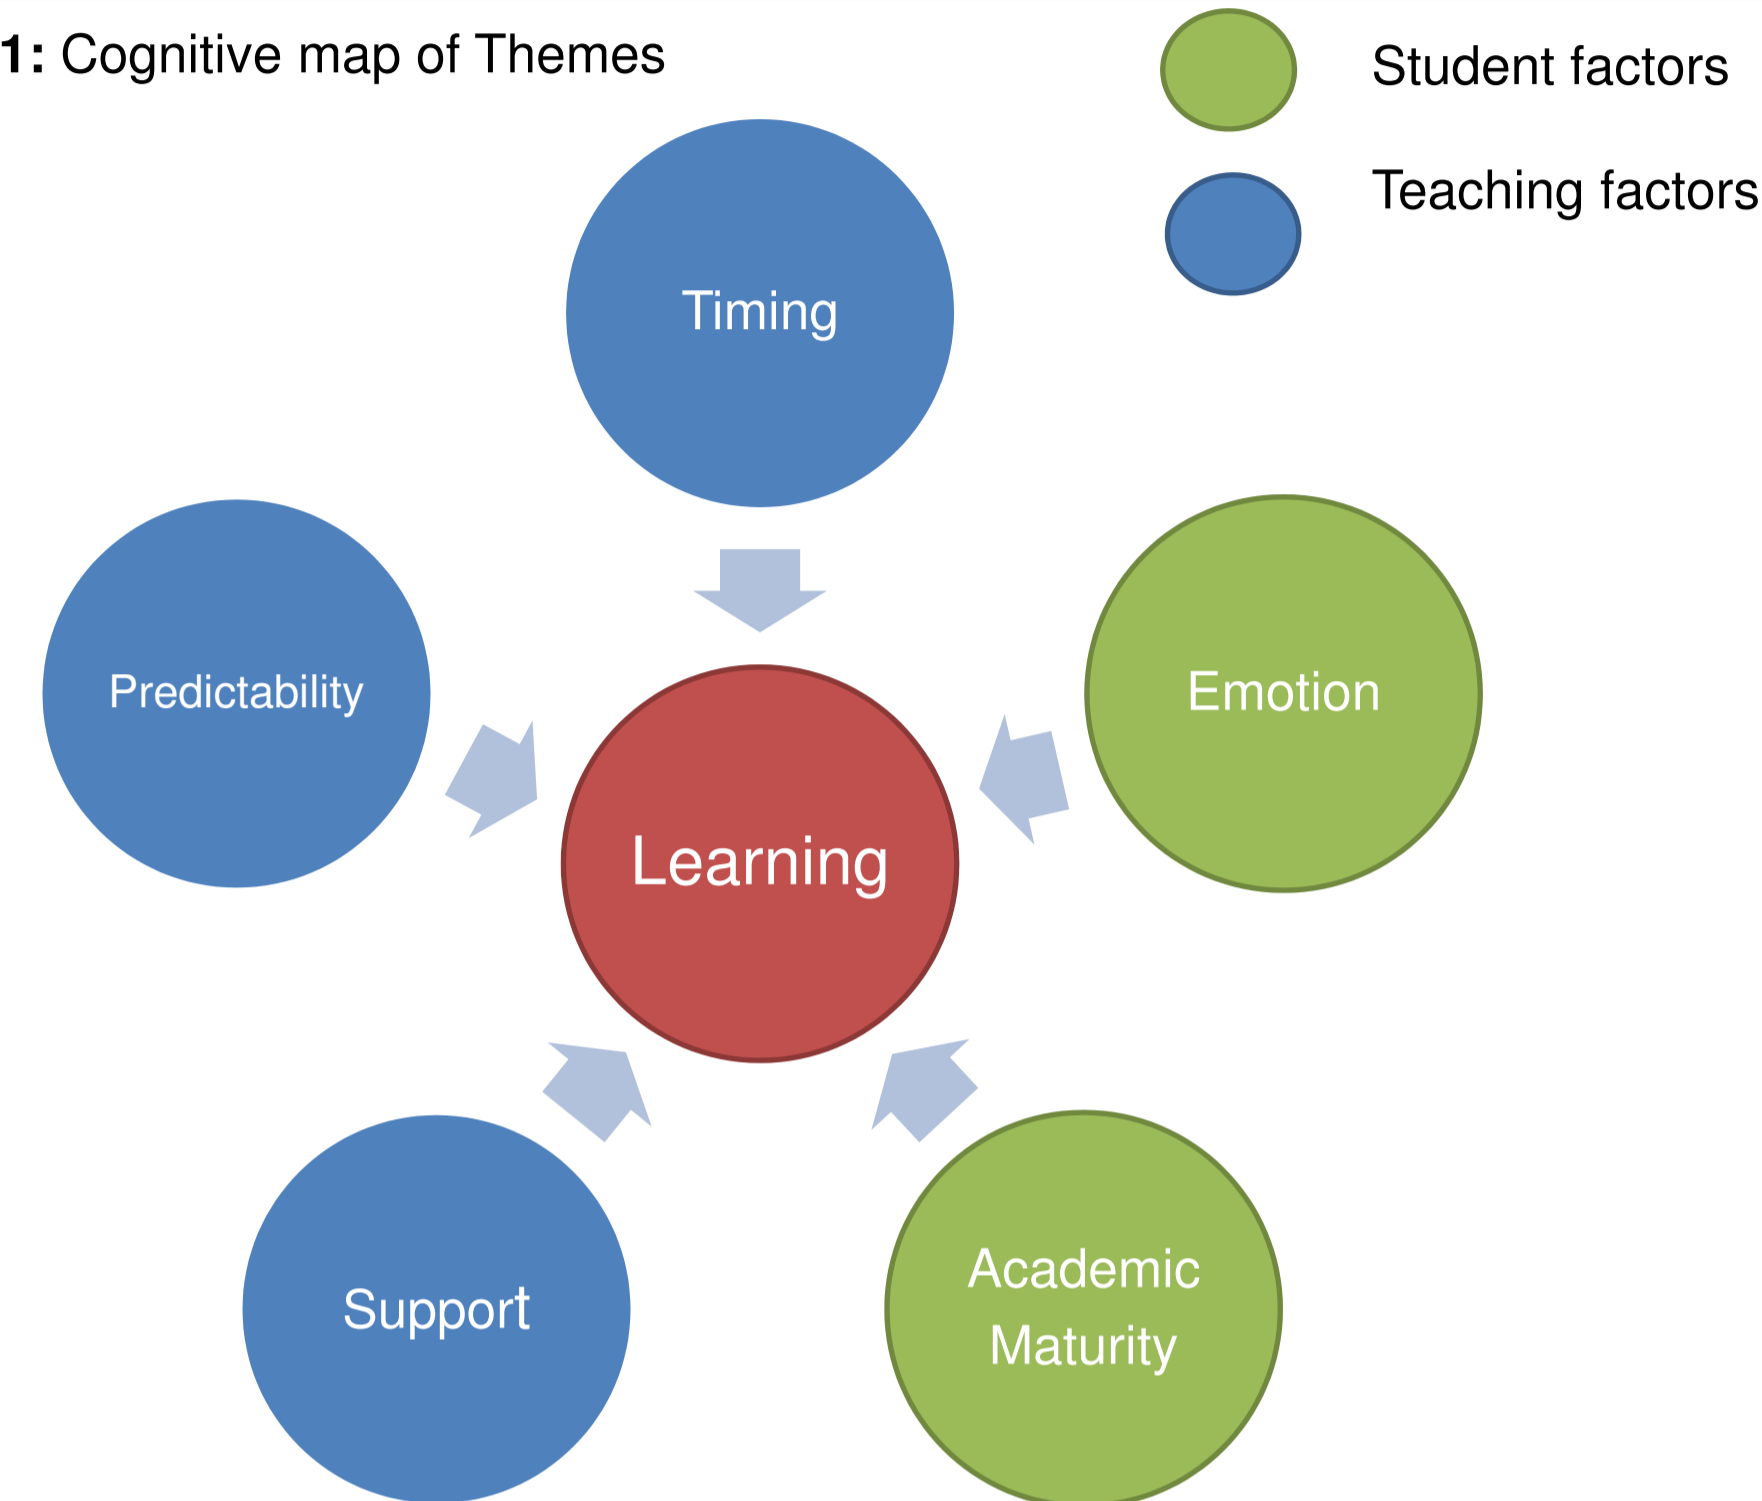 1: Cognitive map of Themes
Student factors
Teaching factors
Timing
Predictability
Emotion
Learning
Support
Academic
Maturity